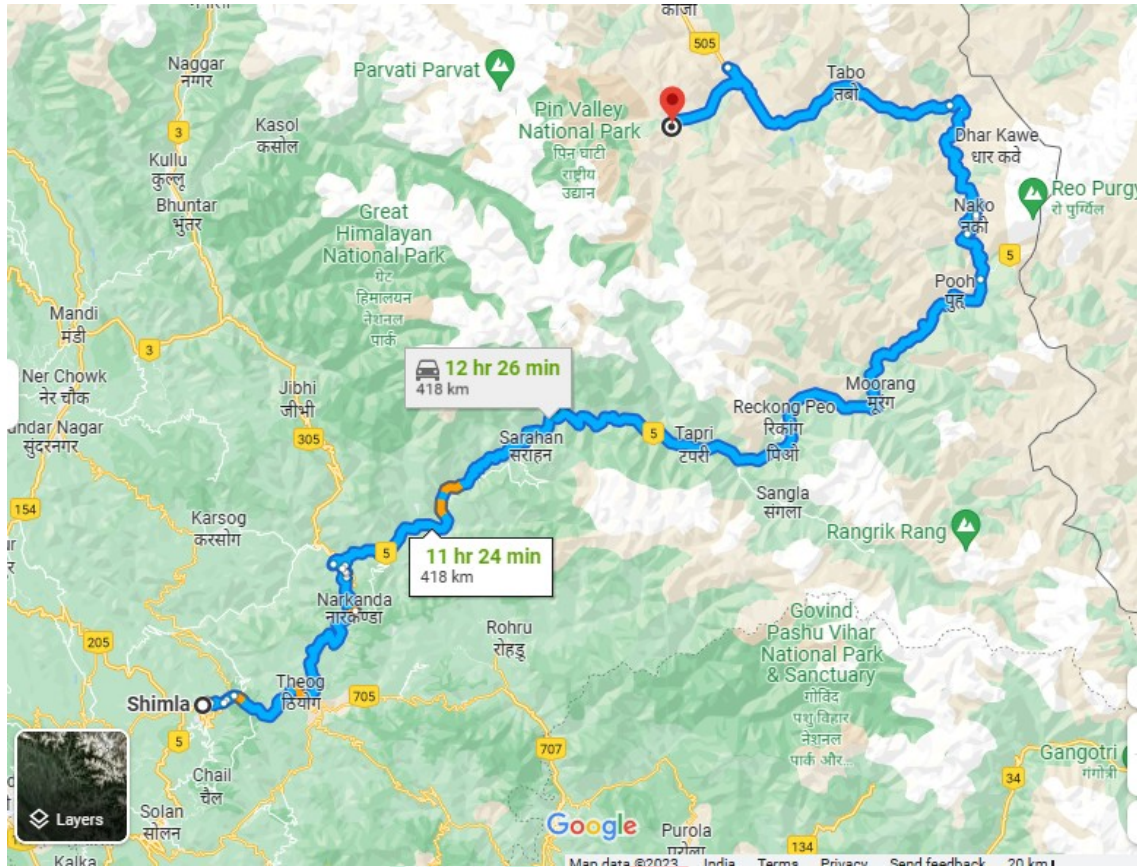 काजा
505
Naggar
नग्गर
Parvati Parvat
Tabo
तबो
Pin Valley
National Park
पिन घाटी
राष्ट्रीय
उद्यान
3
Kasol
कसोल
Dhar Kawe
धार कवे
Kullu
कुल्लू
Bhuntar
भुंतर
Reo Purgy
Nako
नको
Great
Himalayan
National Park
ग्रेट
हिमालयन
नेशनल
पार्क
5
Pooh
पुह
Mandi
मंडी
3
12 hr 26 min
418 km
Ner Chowk
नेर चौक
Jibhi
जीभी
Moorang
मूरंग
Reckong Peo
रिकांग
पिओ
undar Nagar
सुंदरनगर
305
Sarahan
सराहन
5
Tapri
टपरी
Sangla
संगला
154
Karsog
करसोग
Rangrik Rang
5
11 hr 24 min
418 km
Narkanda
नारकण्डा
Govind
Pashu Vihar
National Park
& Sanctuary
गोविंद
पशु विहार
नेशनल
पार्क और...
Rohru
रोहड़ू
205
Theog
ठियोग
Shimla
705
5
707
Gangotri
गंगोत्री
Chail
चैल
34
Layers
Solan
सोलन
Google
Purola
134
Kalka
Map data ©2023 India Terms Privacy Send feedback 20 km